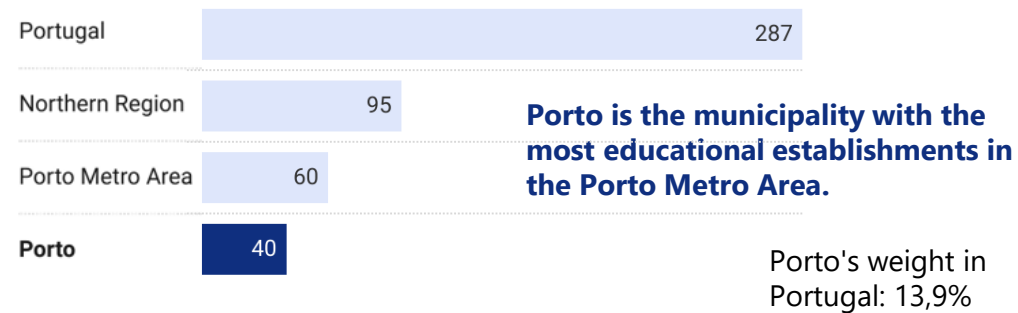 Portugal 287
Northern Region 95
Porto is the municipality with the
most educational establishments in
the Porto Metro Area.
Porto Metro Area 60
Porto 40
Porto's weight in
Portugal: 13,9%